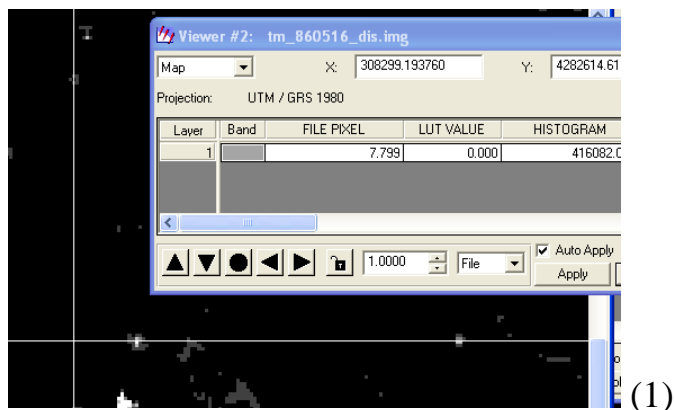 Viewer #2: tm_860516_dis.img
Map X: 308299.193760 Y: 4282614.61
Projection: UTM / GRS 1980
Layer Band FILE PIXEL LUT VALUE HISTOGRAM
1 7.799 0.000 416082.0
1.0000 File Auto Apply
Apply
(1)